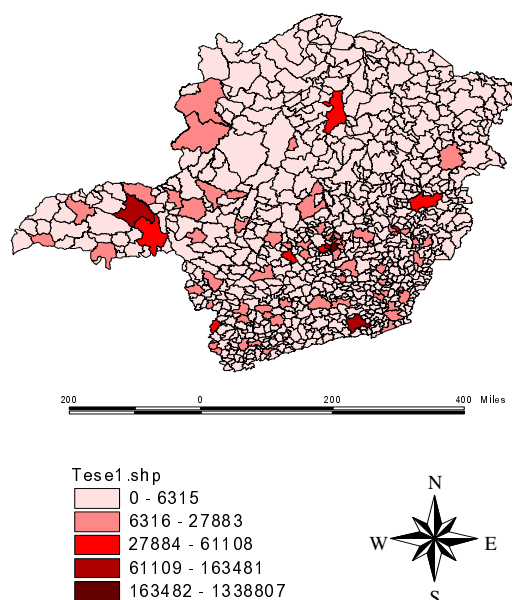 200 0 200 400 Miles
Tese1.shp
0 - 6315
6316 - 27883
27884 - 61108
61109 - 163481
163482 - 1338807
N
W E
S